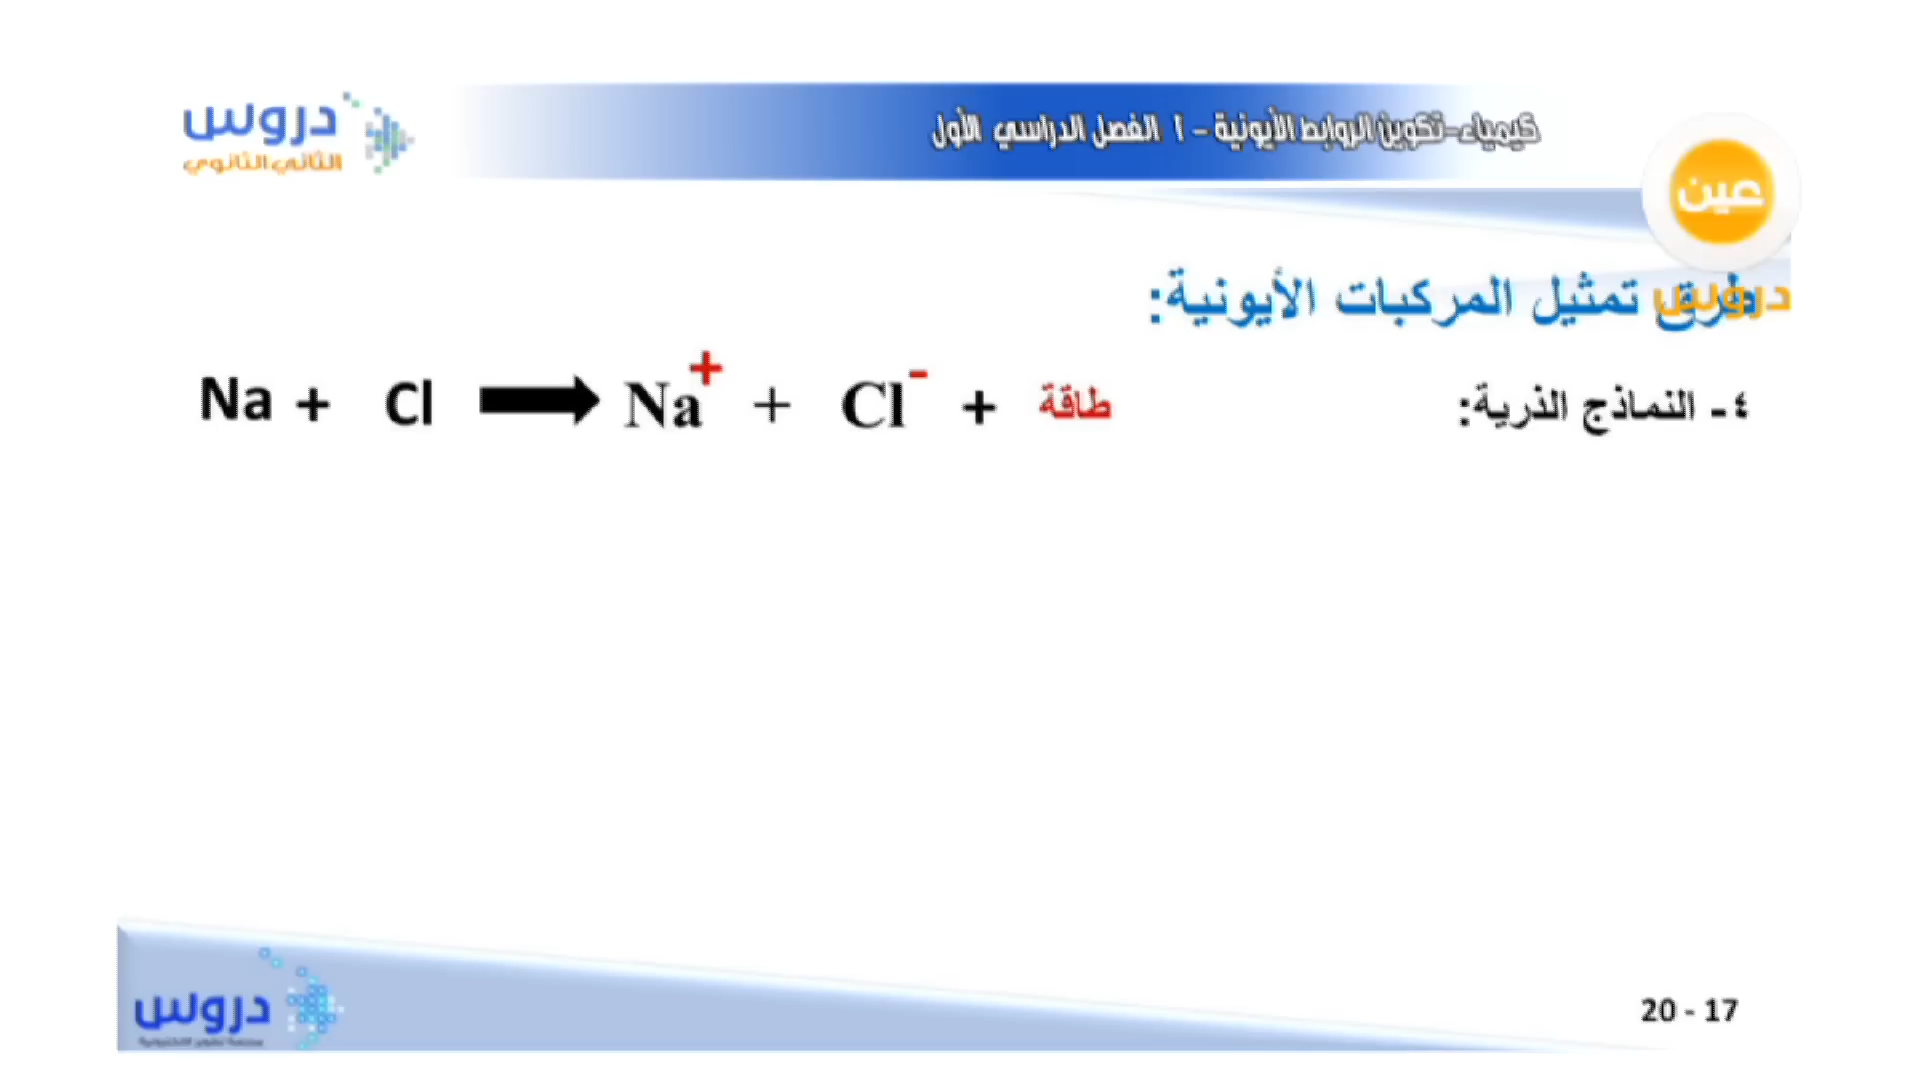 دروس
الثاني الثانوي
كيمياء-تكوين الروابط الأيونية - ١ الفصل الدراسي الأول
عين
دروس
طرق تمثيل المركبات الأيونية:
٤- النماذج الذرية:
Na + Cl ➡ Na⁺ + Cl⁻ + طاقة
دروس
20 - 17